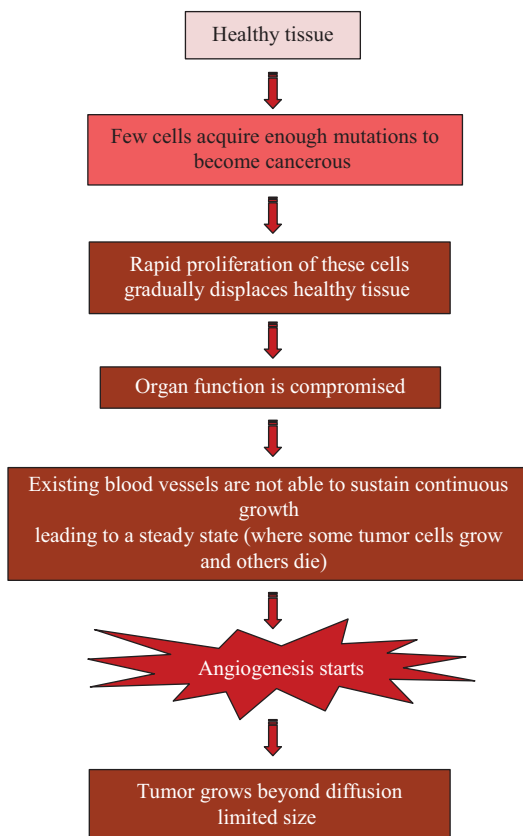 Healthy tissue
Few cells acquire enough mutations to
become cancerous
Rapid proliferation of these cells
gradually displaces healthy tissue
Organ function is compromised
Existing blood vessels are not able to sustain continuous
growth
leading to a steady state (where some tumor cells grow
and others die)
Angiogenesis starts
Tumor grows beyond diffusion
limited size